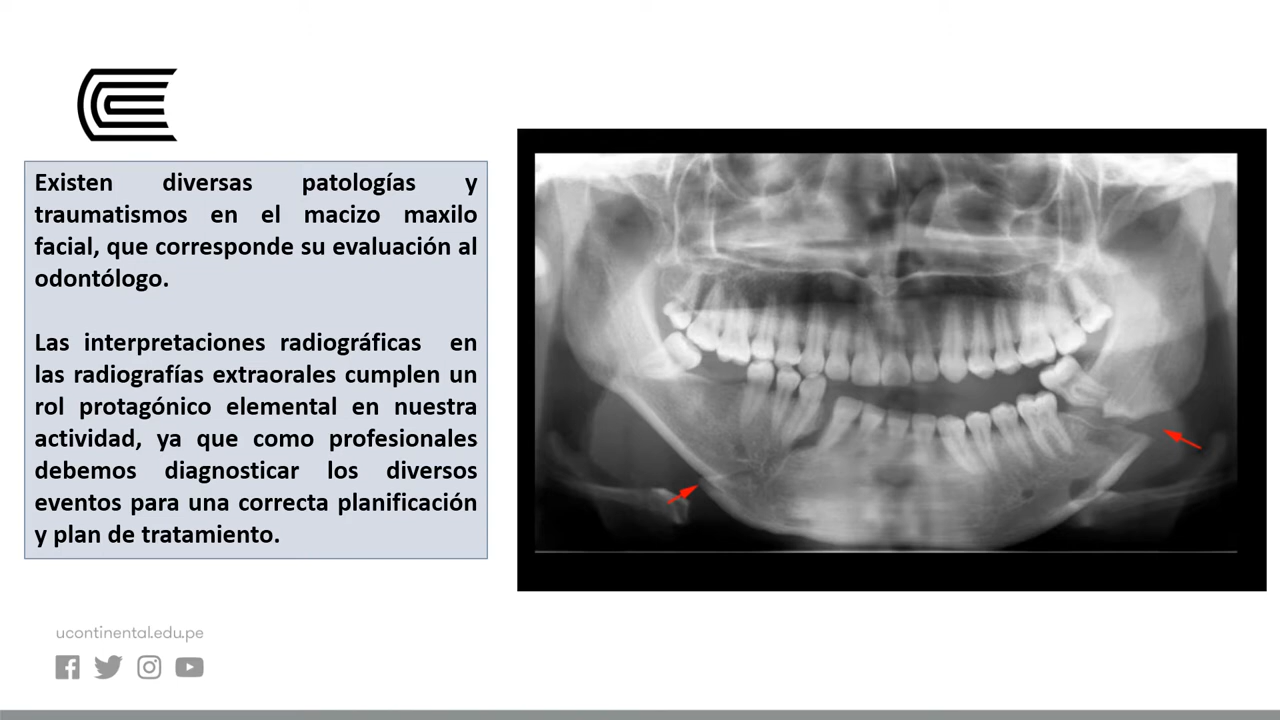 Existen diversas patologías y
traumatismos en el macizo maxilo
facial, que corresponde su evaluación al
odontólogo.
Las interpretaciones radiográficas en
las radiografías extraorales cumplen un
rol protagónico elemental en nuestra
actividad, ya que como profesionales
debemos diagnosticar los diversos
eventos para una correcta planificación
y plan de tratamiento.
ucontinental.edu.pe